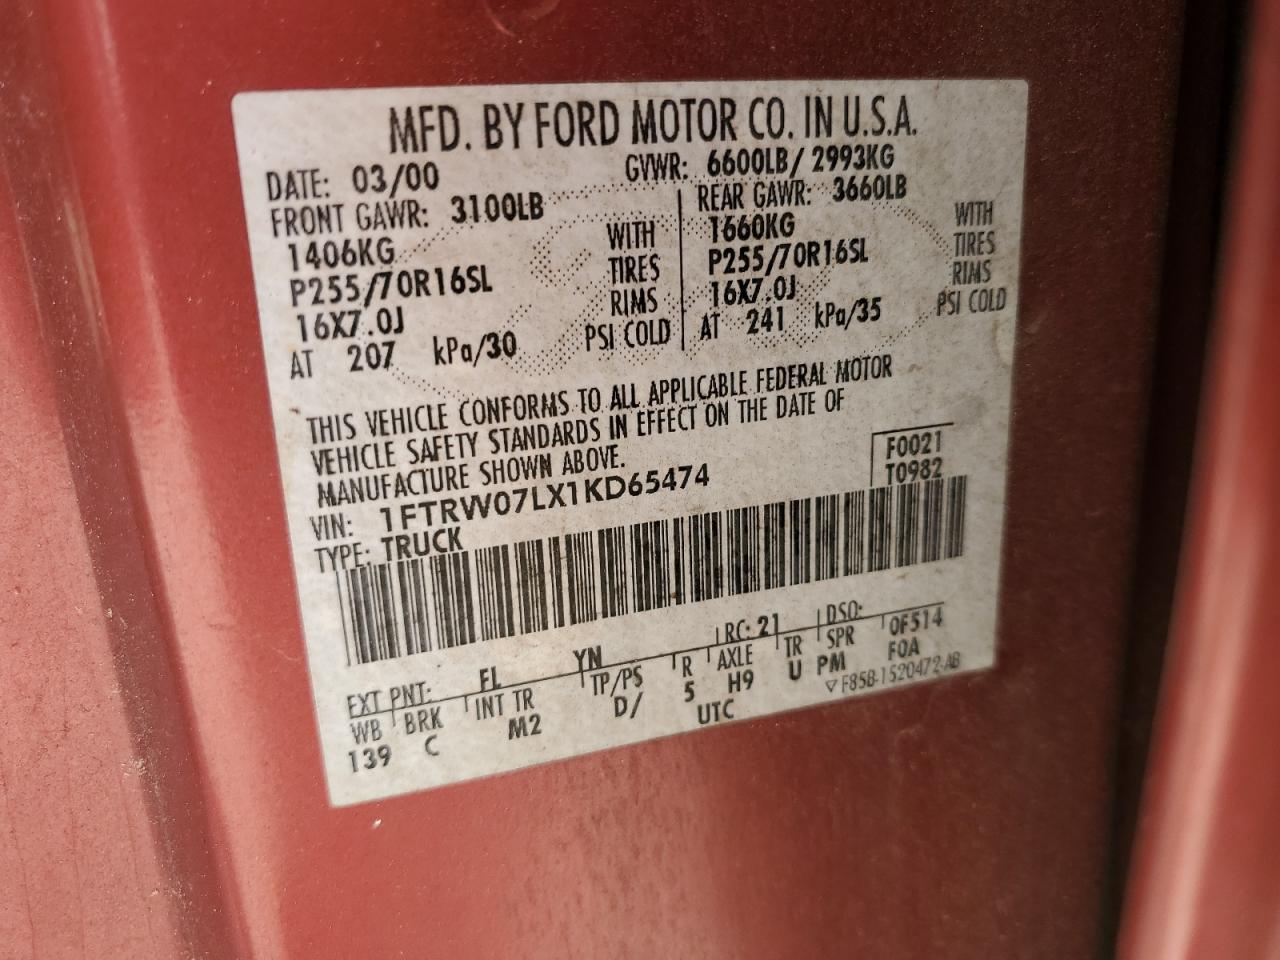 MFD. BY FORD MOTOR CO. IN U.S.A.
DATE: 03/00 GVWR: 6600LB/ 2993KG
FRONT GAWR: 3100LB REAR GAWR: 3660LB
1406KG WITH 1660KG WITH
P255/70R16SL TIRES P255/70R16SL TIRES
16X7.0J RIMS 16X7.0J RIMS
AT 207 kPa/30 PSI COLD AT 241 kPa/35 PSI COLD
THIS VEHICLE CONFORMS TO ALL APPLICABLE FEDERAL MOTOR
VEHICLE SAFETY STANDARDS IN EFFECT ON THE DATE OF
MANUFACTURE SHOWN ABOVE.
F0021
VIN: 1FTRW07LX1KD65474 T0982
TYPE: TRUCK
EXT PNT: FL YN RC: 21 DSO:
WB BRK INT TR TP/PS R AXLE TR SPR OF514
139 C M2 D/ 5 H9 U PM F0A
UTC ▽F85B-1520472-AB